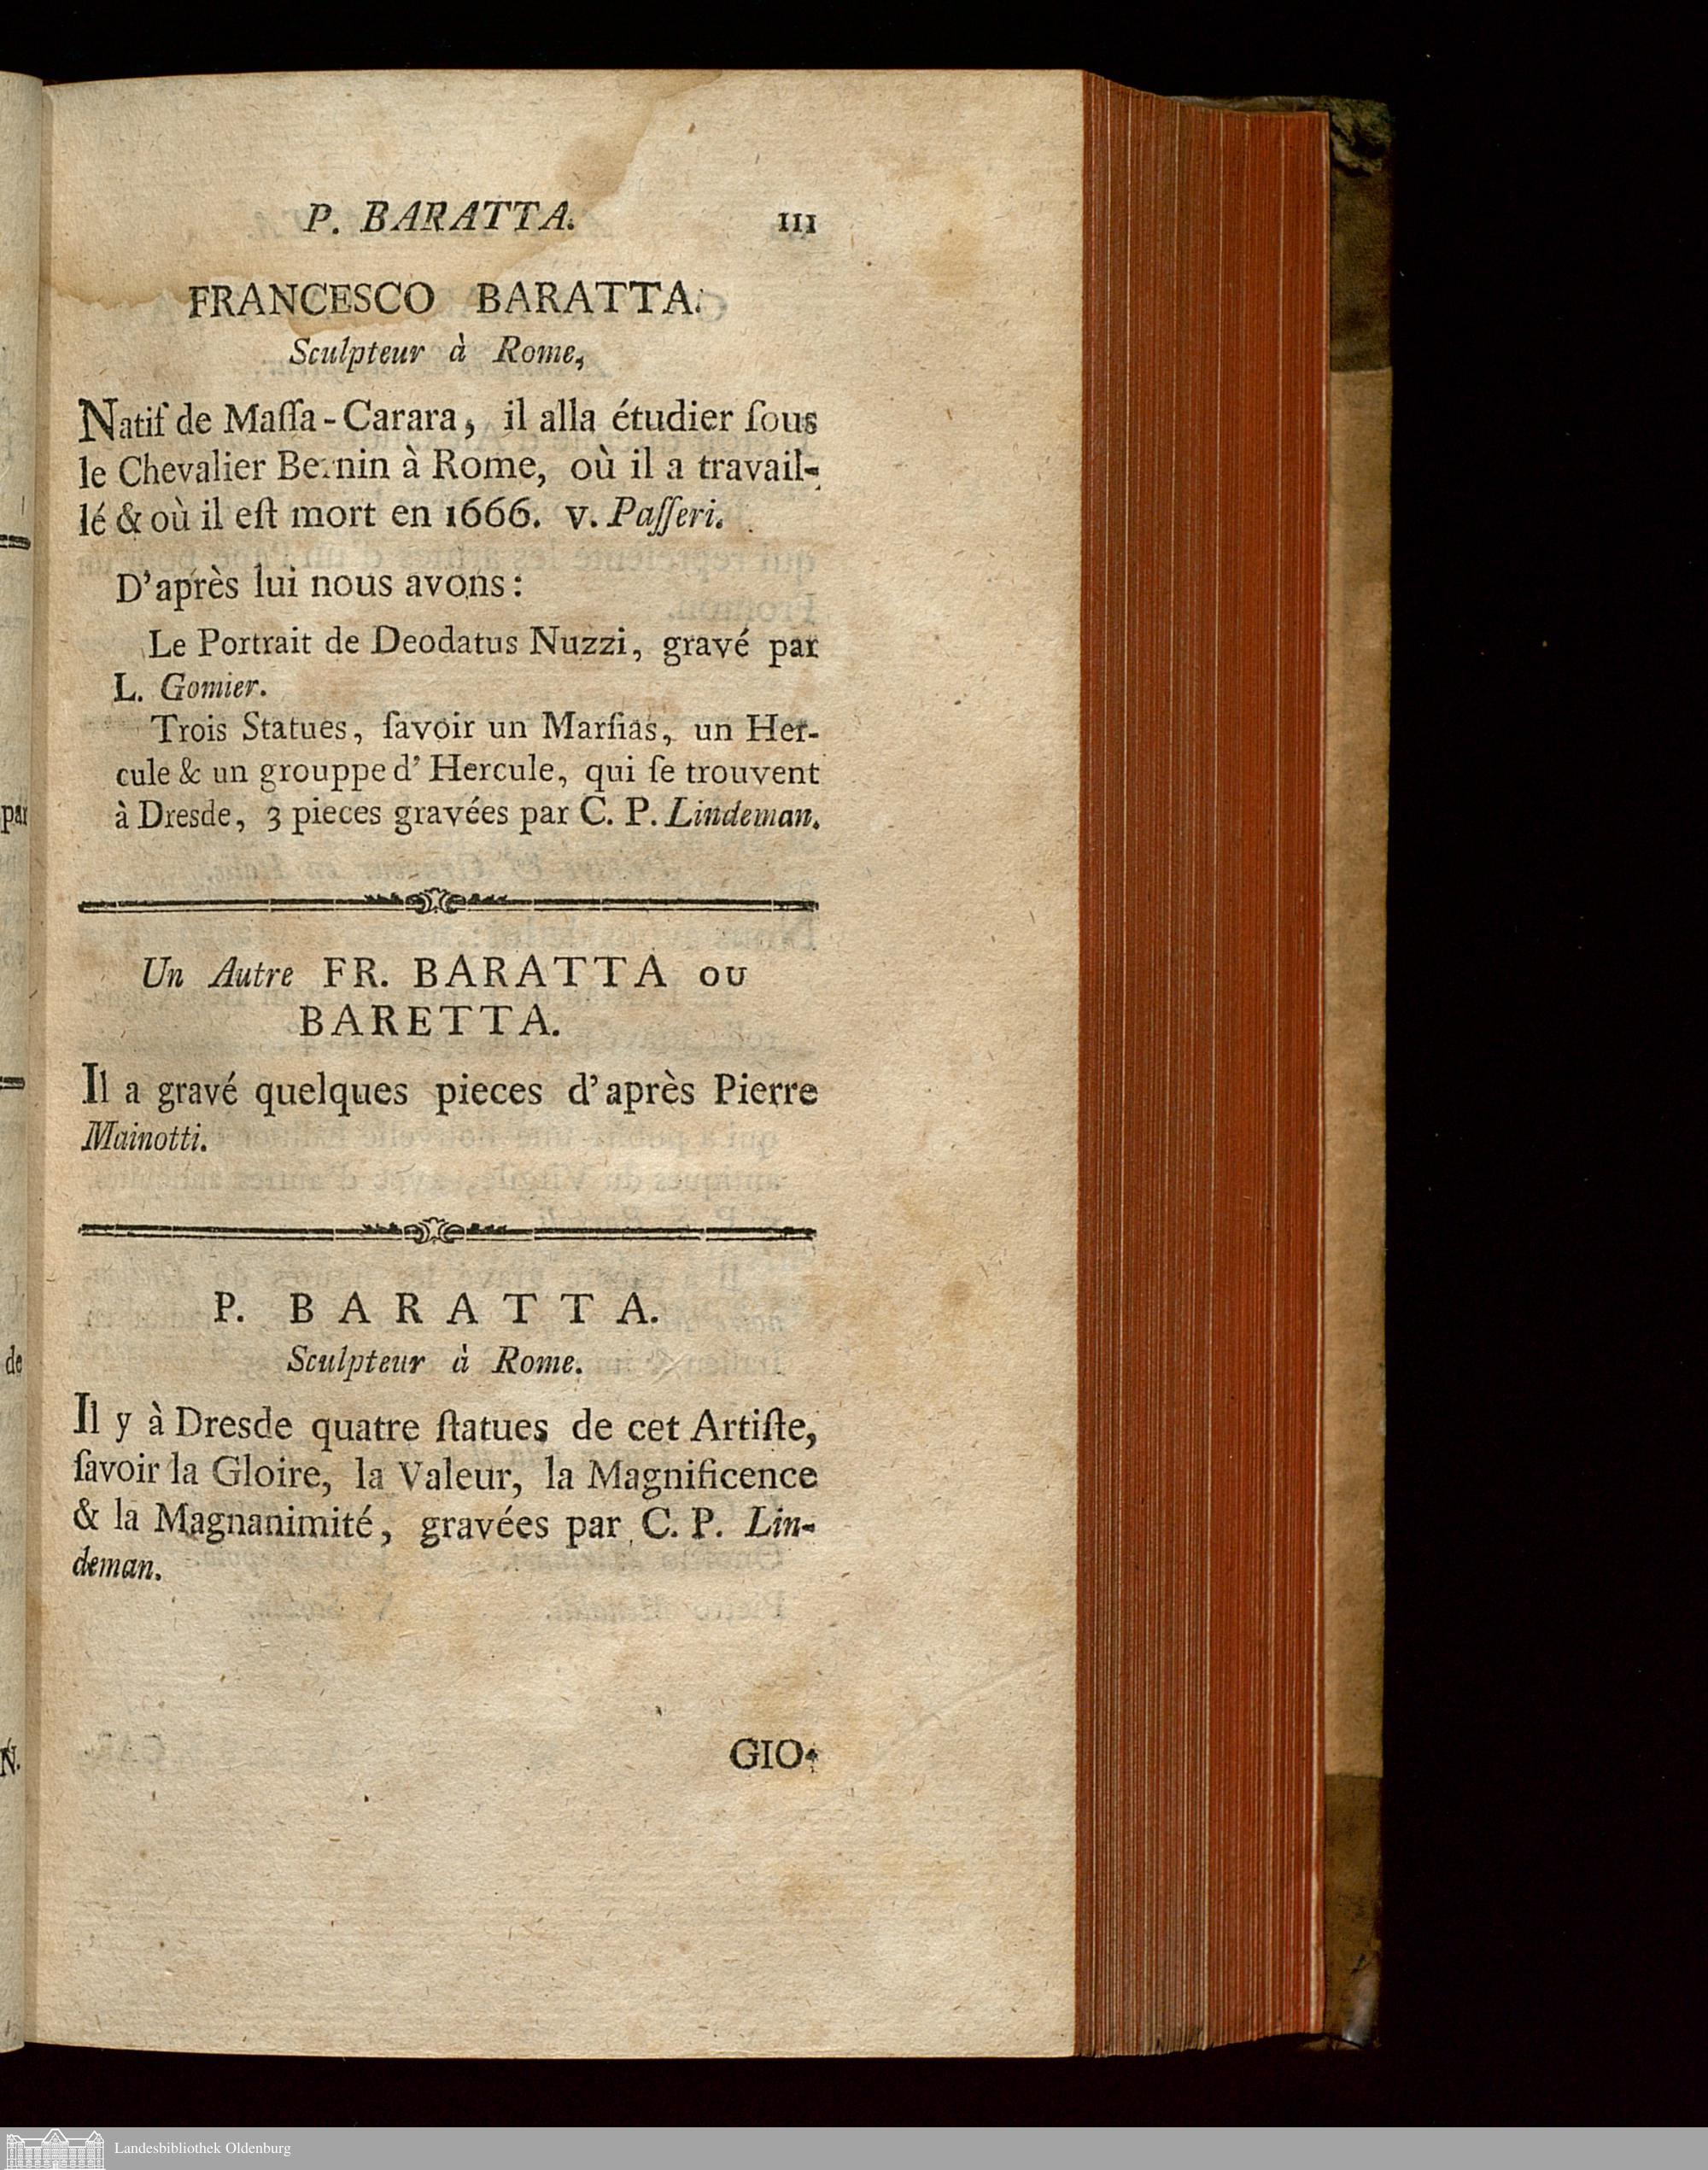 P. BARATTA. 111
FRANCESCO BARATTA.
Sculpteur à Rome,
Natif de Maſſa-Carara, il alla étudier ſous
le Chevalier Bernin à Rome, où il a travail-
lé & où il eſt mort en 1666. v. Paſſeri.
D'après lui nous avons:
Le Portrait de Deodatus Nuzzi, gravé par
L. Gomier.
Trois Statues, ſavoir un Marſias, un Her-
cule & un grouppe d'Hercule, qui ſe trouvent
à Dresde, 3 pieces gravées par C. P. Lindeman.
Un Autre FR. BARATTA OU
BARETTA.
Il a gravé quelques pieces d'après Pierre
Mainotti.
P. BARATTA.
Sculpteur à Rome.
Il y à Dresde quatre ſtatues de cet Artiſte,
ſavoir la Gloire, la Valeur, la Magnificence
& la Magnanimité, gravées par C. P. Lin-
deman.
GIO-
par
de
N.
Landesbibliothek Oldenburg